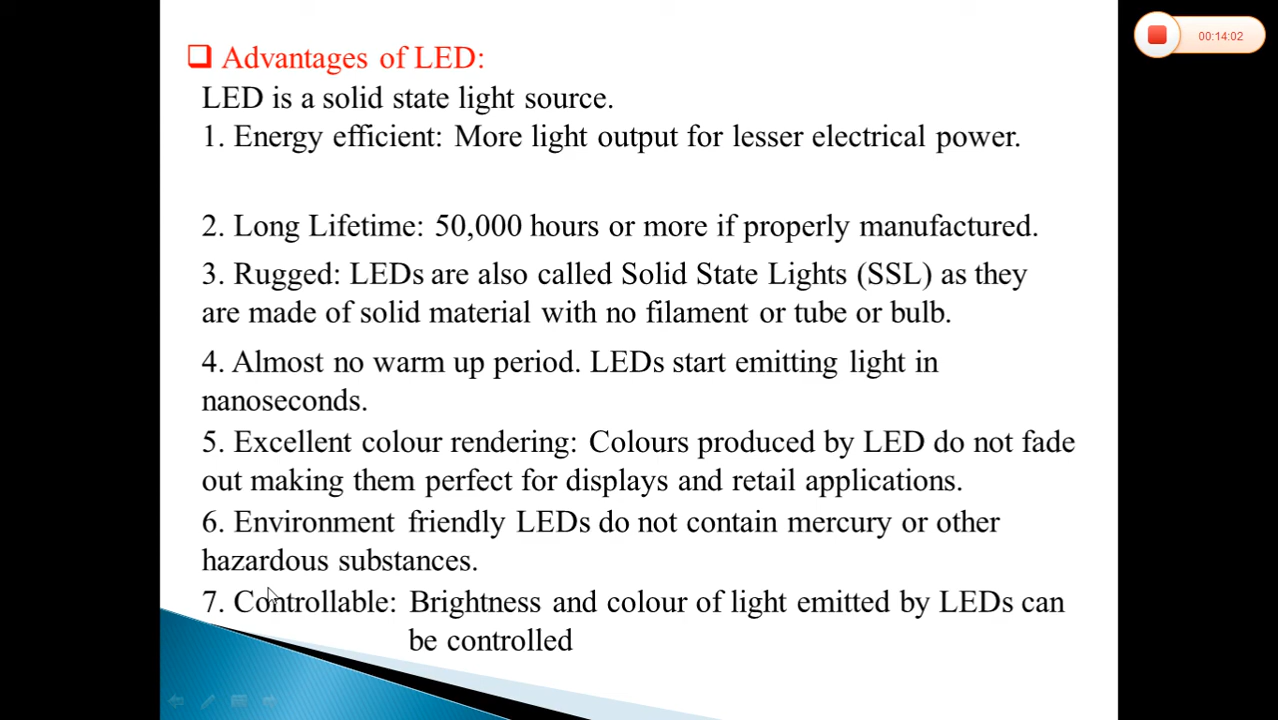 00:14:02
Advantages of LED:
LED is a solid state light source.
1. Energy efficient: More light output for lesser electrical power.
2. Long Lifetime: 50,000 hours or more if properly manufactured.
3. Rugged: LEDs are also called Solid State Lights (SSL) as they
are made of solid material with no filament or tube or bulb.
4. Almost no warm up period. LEDs start emitting light in
nanoseconds.
5. Excellent colour rendering: Colours produced by LED do not fade
out making them perfect for displays and retail applications.
6. Environment friendly LEDs do not contain mercury or other
hazardous substances.
7. Controllable: Brightness and colour of light emitted by LEDs can
be controlled